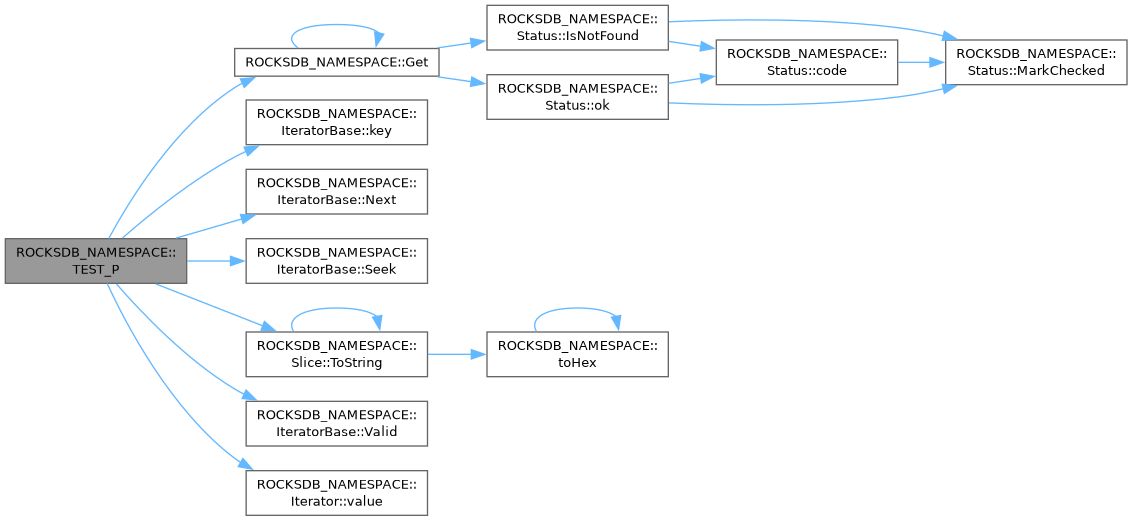 ROCKSDB_NAMESPACE::
TEST_P
ROCKSDB_NAMESPACE::Get
ROCKSDB_NAMESPACE::
IteratorBase::key
ROCKSDB_NAMESPACE::
IteratorBase::Next
ROCKSDB_NAMESPACE::
IteratorBase::Seek
ROCKSDB_NAMESPACE::
Slice::ToString
ROCKSDB_NAMESPACE::
IteratorBase::Valid
ROCKSDB_NAMESPACE::
Iterator::value
ROCKSDB_NAMESPACE::
Status::IsNotFound
ROCKSDB_NAMESPACE::
Status::ok
ROCKSDB_NAMESPACE::
toHex
ROCKSDB_NAMESPACE::
Status::code
ROCKSDB_NAMESPACE::
Status::MarkChecked